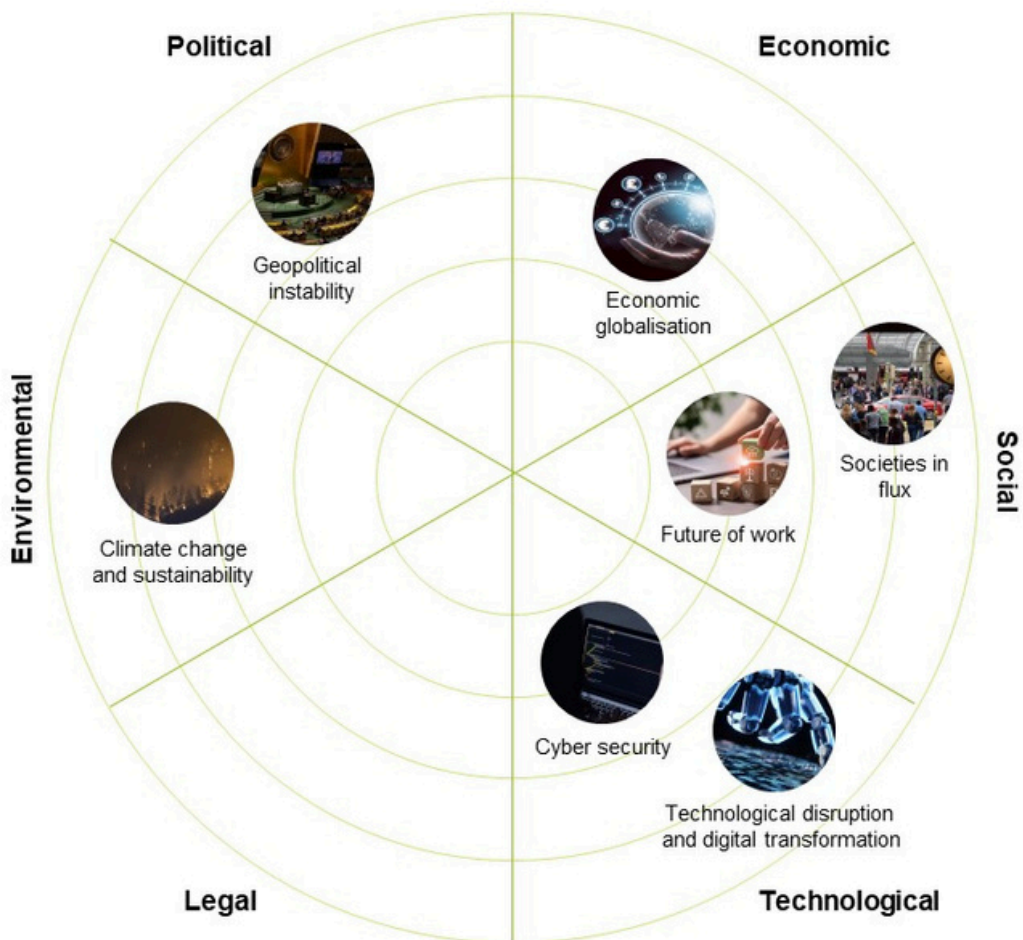 Political
Economic
Geopolitical
instability
Economic
globalisation
Environmental
Climate change
and sustainability
Future of work
Societies in
flux
Social
Cyber security
Technological disruption
and digital transformation
Legal
Technological